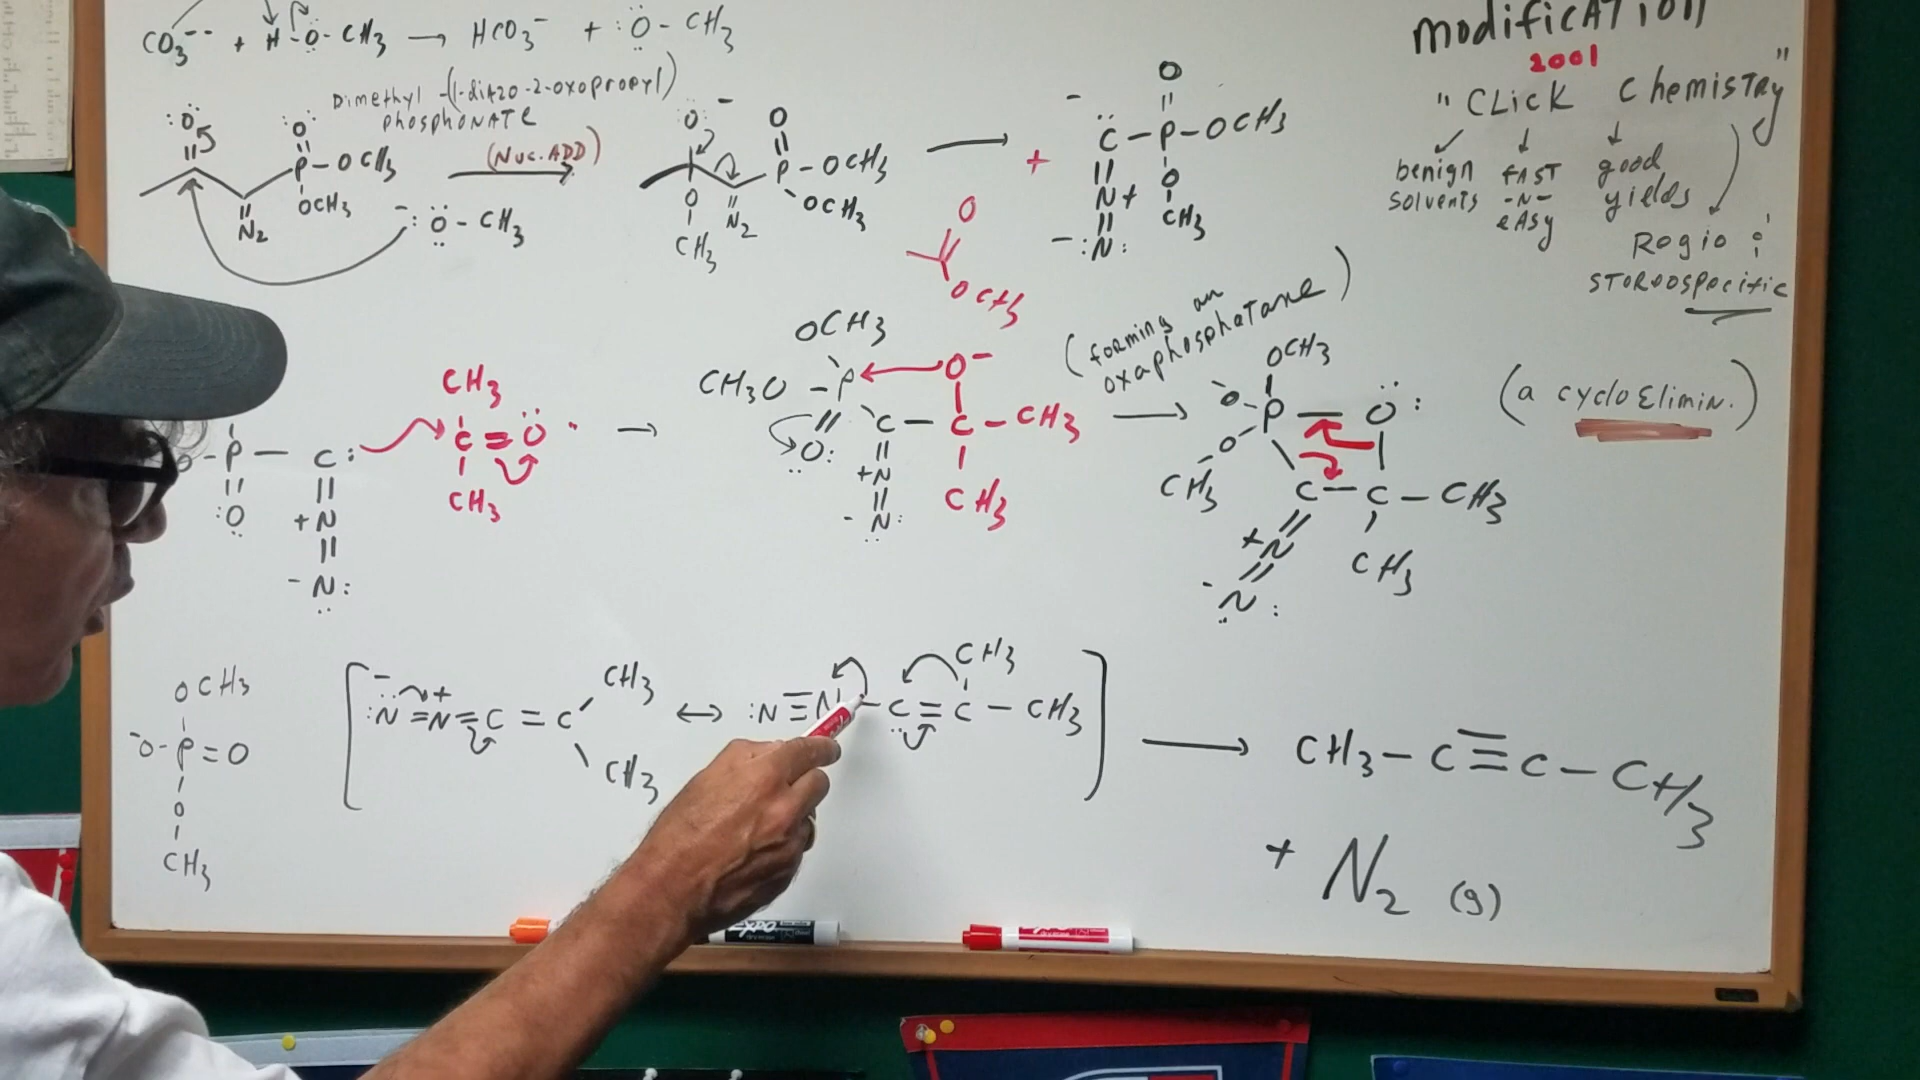 modification
2001
"Click Chemistry"
benign solvents
FAST -N- eASy
good yields
Regio :
STereospecific
CO3-- + H-O-CH3 → HCO3- + :O-CH3
Dimethyl-(1-diAzo-2-oxopropyl)
phosphonATe
(Nuc. ADD)
:O: :O: P-OCH3 OCH3 N2
- :O-CH3
:O: - O P-OCH3 OCH3 O CH3 N2
→ + - O
C-P-OCH3
N+ O
- :N: CH3
O
OCH3
(forming an
oxaphosphetane)
O-P-C:
:O: +N
- N:
CH3
C=O
CH3
→
OCH3
CH3O-P O-
C-C-CH3
:O: +N CH3
- N:
→
OCH3
-O-P-O:
O
CH3 C-C-CH3
+N CH3
- N:
(a cycloElimin.)
OCH3
-O-P=O
O
CH3
[ - + CH3
:N=N=C=C
CH3
↔
CH3
:N≡N-C=C-CH3 ]
→ CH3-C≡C-CH3
+ N2 (g)